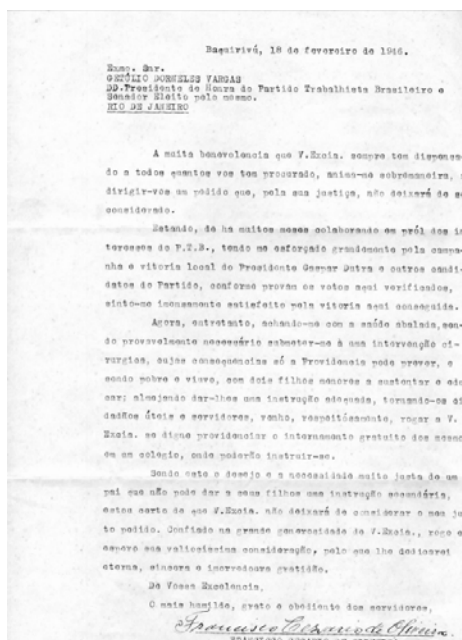 Baquirivú, 18 de fevereiro de 1946.
Exmo. Snr.
GETÚLIO DORNELES VARGAS
DD.Presidente de Honra do Partido Trabalhista Brasileiro e
Senador Eleito pelo mesmo.
RIO DE JANEIRO
A muita benevolencia que V.Excia. sempre tem dispensa-
do a todos quantos vos tem procurado, anima-me sobremaneira,
dirigir-vos um pedido que, pela sua justiça, não deixará de se
considerado.
Estando, de ha muitos meses colaborando em pról dos in
teresses do P.T.B., tendo me esforçado grandemente pela campa-
nha e vitoria local do Presidente Gaspar Dutra e outros candi-
datos do Partido, conforme provam os votos aqui verificados,
sinto-me imensamente satisfeito pela vitoria aqui conseguida.
Agora, entretanto, achando-me com a saúde abalada,sen-
do provavelmente necessário submeter-me à uma intervenção ci-
rurgica, cujas consequencias só a Providencia pode prever, e
sendo pobre e viuvo, com dois filhos menores a sustentar e edu
car; almejando dar-lhes uma instrução adequada, tornando-os ci
dadãos úteis e servidores, venho, respeitósamente, rogar a V.
Excia. se digne providenciar o internamento gratuito dos mesmo
em um colegio, onde poderão instruir-se.
Sendo este o desejo e a necessidade muito justa de um
pai que não pode dar a seus filhos uma instrução secundária,
estou certo de que V.Excia. não deixará de considerar o meu ju
to pedido. Confiado na grande generosidade de V.Excia., rogo e
espero sua valiosissima consideração, pelo que lhe dedicarei
eterna, sincera e imorredoura gratidão.
De Vossa Excelencia,
O mais humilde, grato e obediente dos servidores,
Francisco Cezario de Oliveira